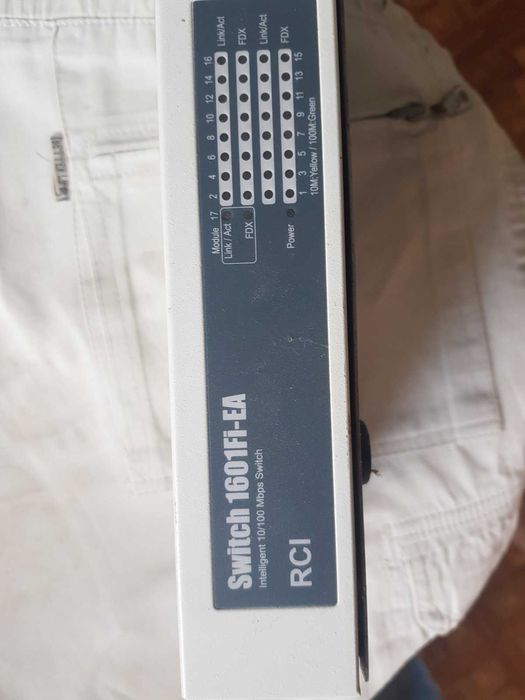 Switch 1601Fi-EA
Intelligent 10/100 Mbps Switch
RCI
Module 17
Link / Act
FDX
Power
2 4 6 8 10 12 14 16
Link/Act
FDX
Link/Act
FDX
1 3 5 7 9 11 13 15
10M:Yellow / 100M:Green